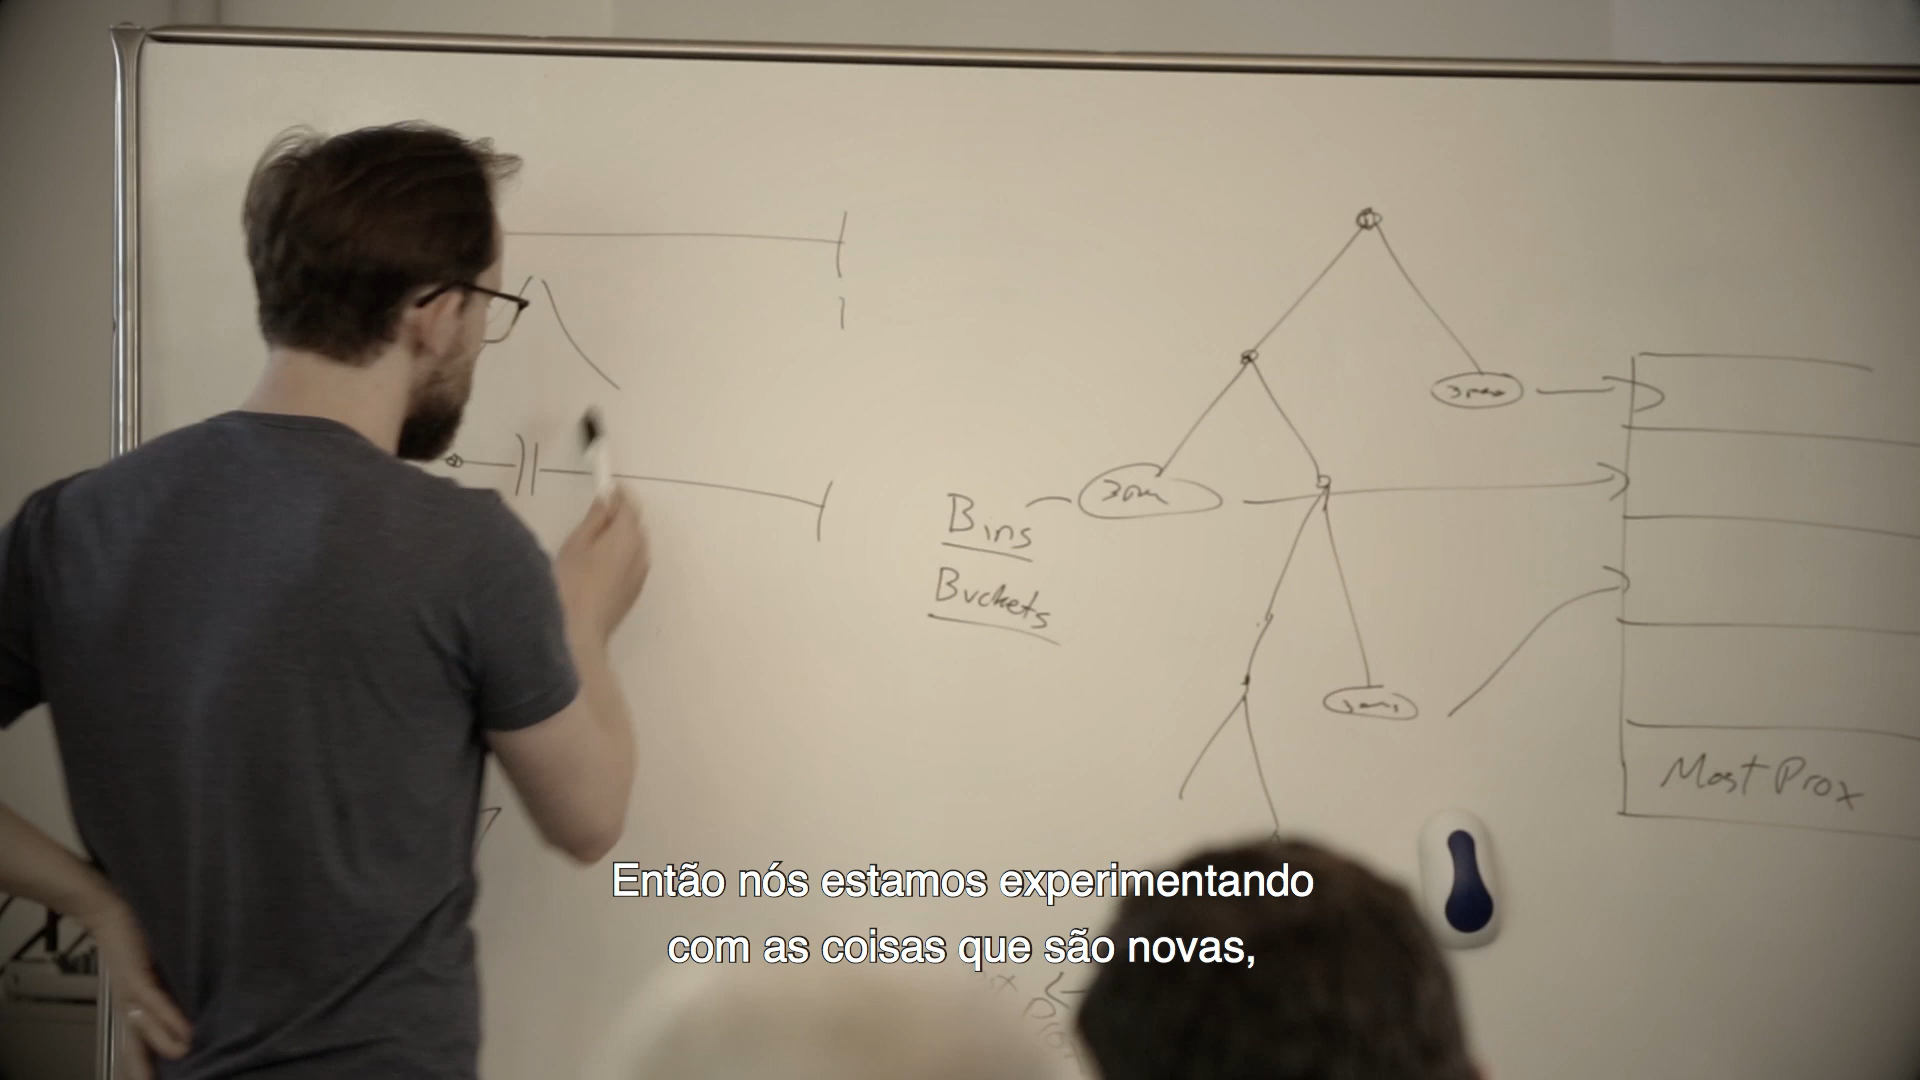 Bins
Buckets
Most Prox
Então nós estamos experimentando
com as coisas que são novas,